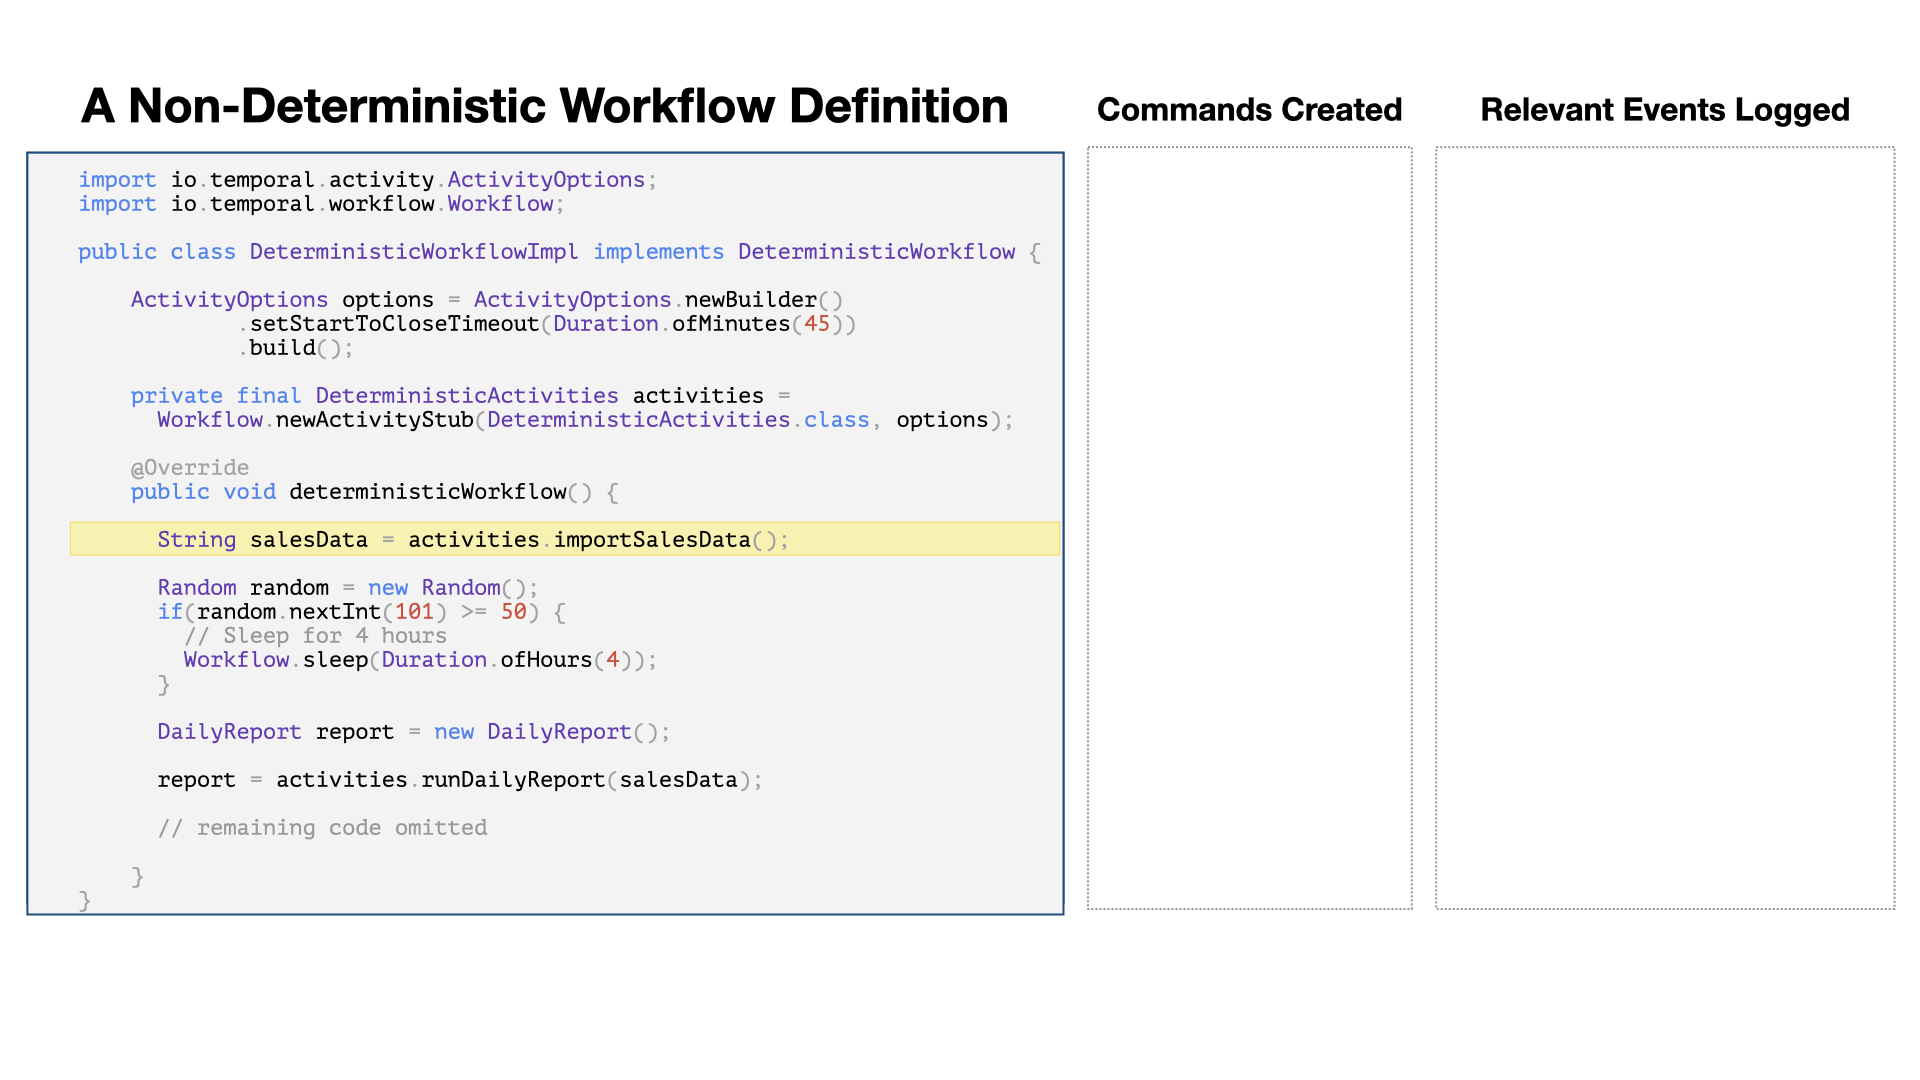 A Non-Deterministic Workflow Definition
Commands Created
Relevant Events Logged
import io.temporal.activity.ActivityOptions;
import io.temporal.workflow.Workflow;
public class DeterministicWorkflowImpl implements DeterministicWorkflow {
ActivityOptions options = ActivityOptions.newBuilder()
.setStartToCloseTimeout(Duration.ofMinutes(45))
.build();
private final DeterministicActivities activities =
Workflow.newActivityStub(DeterministicActivities.class, options);
@Override
public void deterministicWorkflow() {
String salesData = activities.importSalesData();
Random random = new Random();
if(random.nextInt(101) >= 50) {
// Sleep for 4 hours
Workflow.sleep(Duration.ofHours(4));
}
DailyReport report = new DailyReport();
report = activities.runDailyReport(salesData);
// remaining code omitted
}
}